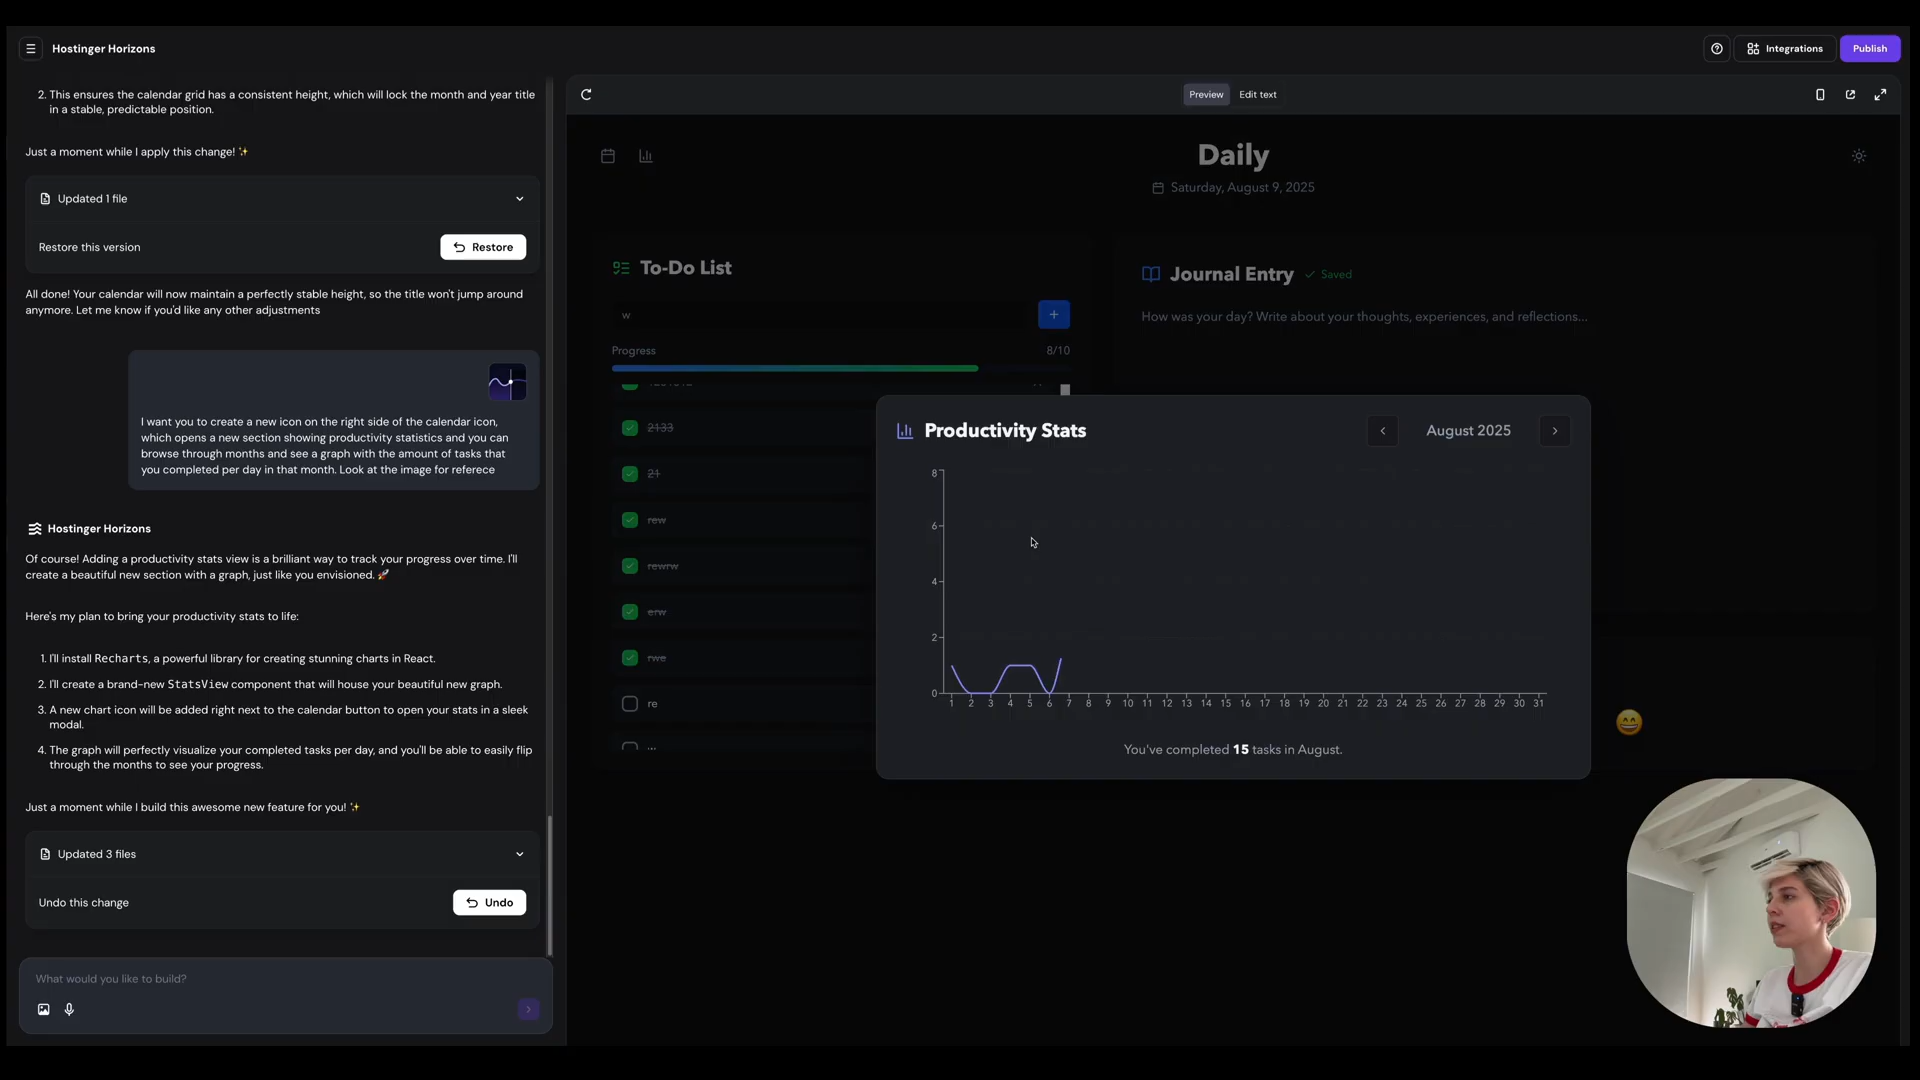 Hostinger Horizons
Integrations
Publish
2. This ensures the calendar grid has a consistent height, which will lock the month and year title
in a stable, predictable position.
Just a moment while I apply this change! ✨
Updated 1 file
Restore this version
Restore
All done! Your calendar will now maintain a perfectly stable height, so the title won't jump around
anymore. Let me know if you'd like any other adjustments
I want you to create a new icon on the right side of the calendar icon,
which opens a new section showing productivity statistics and you can
browse through months and see a graph with the amount of tasks that
you completed per day in that month. Look at the image for referece
Hostinger Horizons
Of course! Adding a productivity stats view is a brilliant way to track your progress over time. I'll
create a beautiful new section with a graph, just like you envisioned. 🚀
Here's my plan to bring your productivity stats to life:
1. I'll install Recharts, a powerful library for creating stunning charts in React.
2. I'll create a brand-new StatsView component that will house your beautiful new graph.
3. A new chart icon will be added right next to the calendar button to open your stats in a sleek
modal.
4. The graph will perfectly visualize your completed tasks per day, and you'll be able to easily flip
through the months to see your progress.
Just a moment while I build this awesome new feature for you! ✨
Updated 3 files
Undo this change
Undo
What would you like to build?
Preview
Edit text
Daily
Saturday, August 9, 2025
To-Do List
w
Progress
8/10
2133
21
rew
rewrw
erw
rwe
re
Journal Entry
Saved
How was your day? Write about your thoughts, experiences, and reflections...
Productivity Stats
August 2025
8
6
4
2
0
1 2 3 4 5 6 7 8 9 10 11 12 13 14 15 16 17 18 19 20 21 22 23 24 25 26 27 28 29 30 31
You've completed 15 tasks in August.